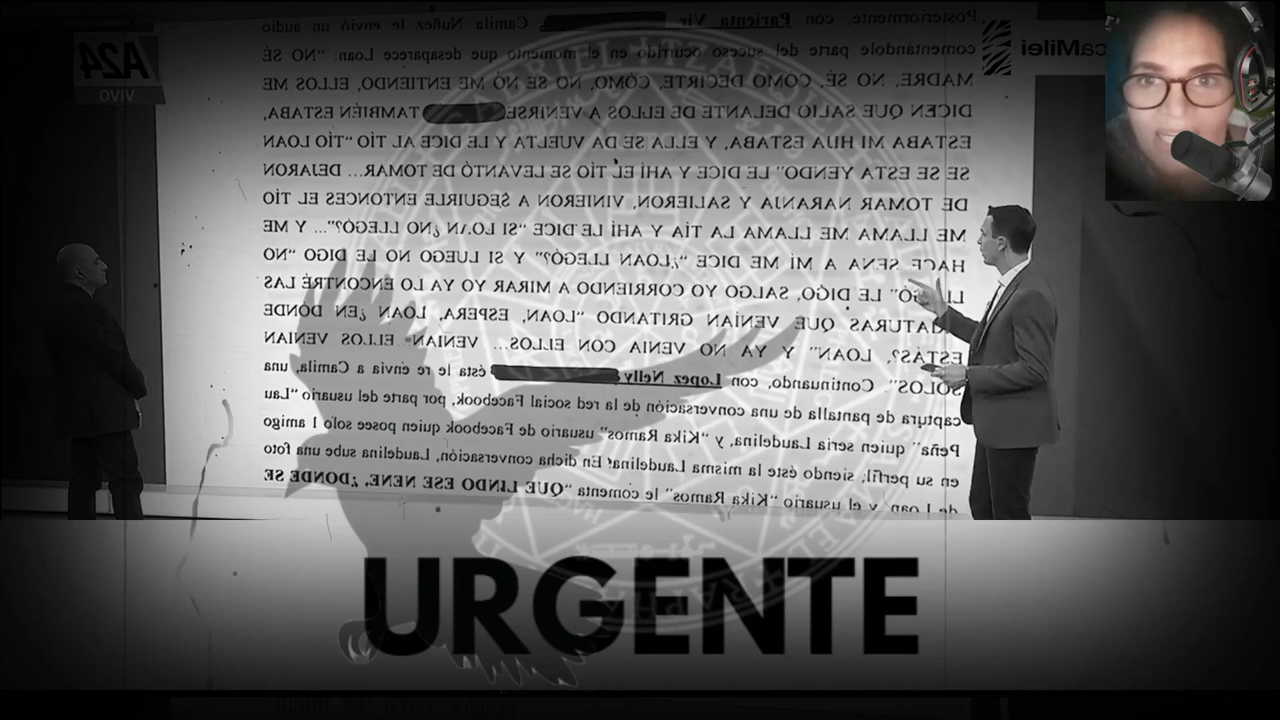 A24
VIVO
caMilei
Posteriormente, con Parienta Vir Camila Nuñez le envió un audio
comentándole parte del suceso ocurrido en el momento que desaparece Loan: "NO SÉ
MADRE, NO SÉ, CÓMO DECIRTE, CÓMO, NO SE NO ME ENTIENDO, ELLOS ME
DICEN QUE SALIO DELANTE DE ELLOS A VENIRSE TAMBIÉN ESTABA,
ESTABA MI HIJA ESTABA, Y ELLA SE DA VUELTA Y LE DICE AL TÍO "TÍO LOAN
SE SE ESTA YENDO" LE DICE Y AHÍ EL TÍO SE LEVANTÓ DE TOMAR... DEJARON
DE TOMAR NARANJA Y SALIERON, VINIERON A SEGUIRLE ENTONCES EL TÍO
ME LLAMA ME LLAMA LA TÍA Y AHÍ LE DICE "SI LOAN ¿NO LLEGÓ?"... Y ME
HACE SEÑA A MÍ ME DICE "¿LOAN LLEGÓ?" Y SI LUEGO NO LE DIGO "NO
LLEGÓ" LE DIGO, SALGO YO CORRIENDO A MIRAR YO YA LO ENCONTRÉ LAS
CRIATURAS QUE VENÍAN GRITANDO "LOAN, ESPERA, LOAN ¿EN DONDE
ESTÁS?, LOAN" Y YA NO VENIA CON ELLOS... VENIAN ELLOS VENIAN
SOLOS". Continuando, con Lopez Nelly ésta le re envia a Camila, una
captura de pantalla de una conversación de la red social Facebook, por parte del usuario "Lau
Peña" quien seria Laudelina, y "Kika Ramos" usuario de Facebook quien posee solo 1 amigo
en su perfil; siendo éste la misma Laudelina! En dicha conversación, Laudelina sube una foto
de Loan y el usuario "Kika Ramos" le comenta "QUE LINDO ESE NENE, ¿DONDE SE
URGENTE